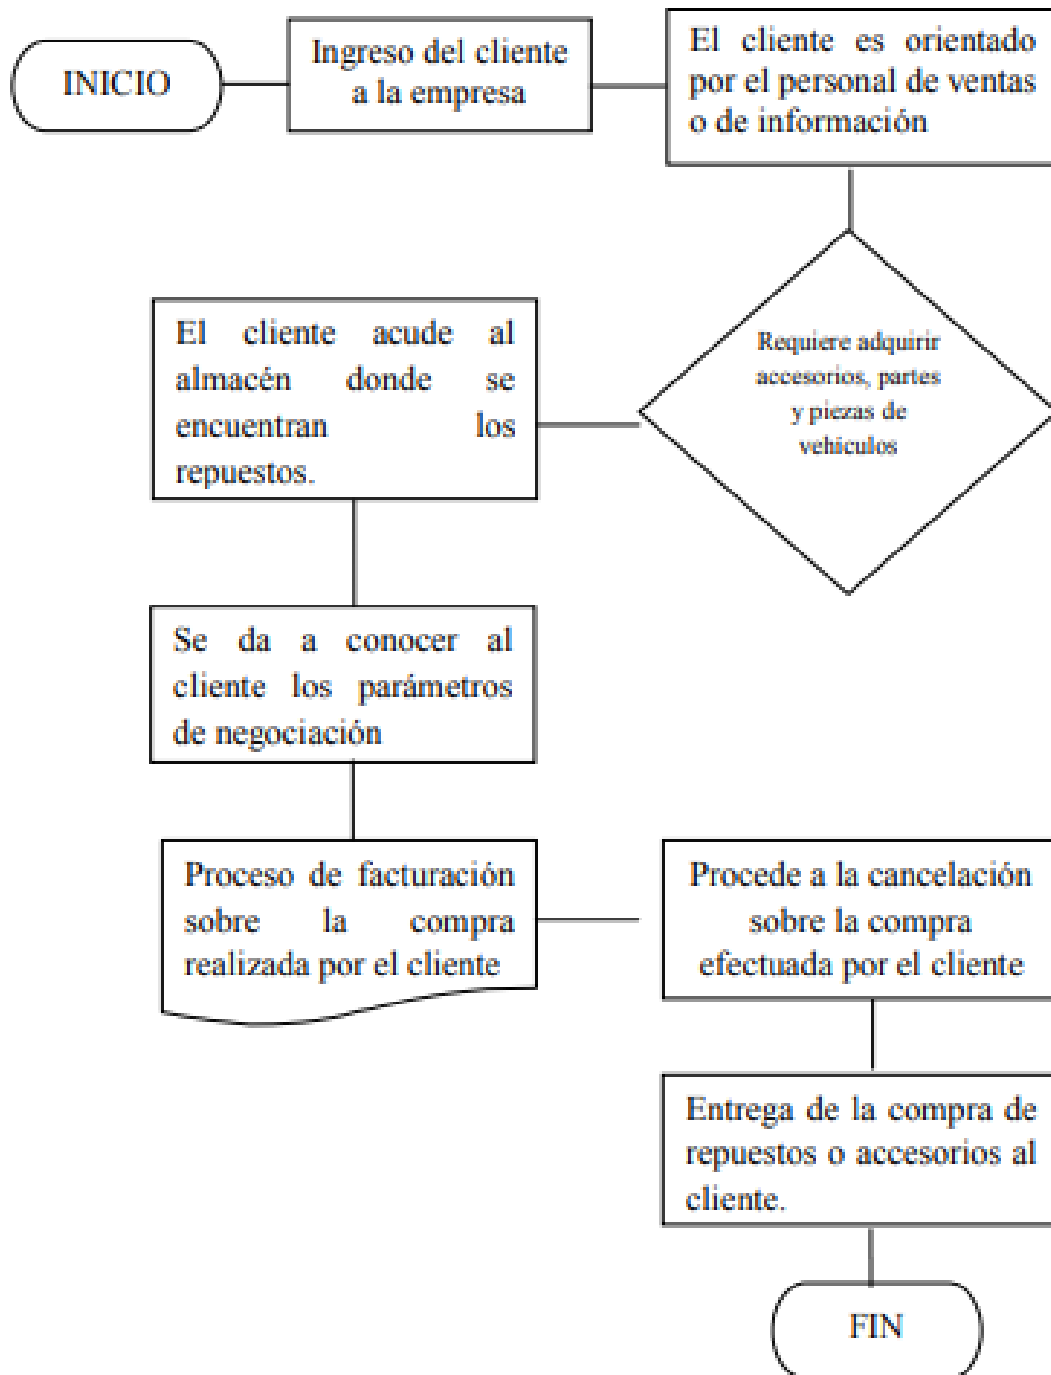 INICIO
Ingreso del cliente
a la empresa
El cliente es orientado
por el personal de ventas
o de información
Requiere adquirir
accesorios, partes
y piezas de
vehículos
El cliente acude al
almacén donde se
encuentran los
repuestos.
Se da a conocer al
cliente los parámetros
de negociación
Proceso de facturación
sobre la compra
realizada por el cliente
Procede a la cancelación
sobre la compra
efectuada por el cliente
Entrega de la compra de
repuestos o accesorios al
cliente.
FIN